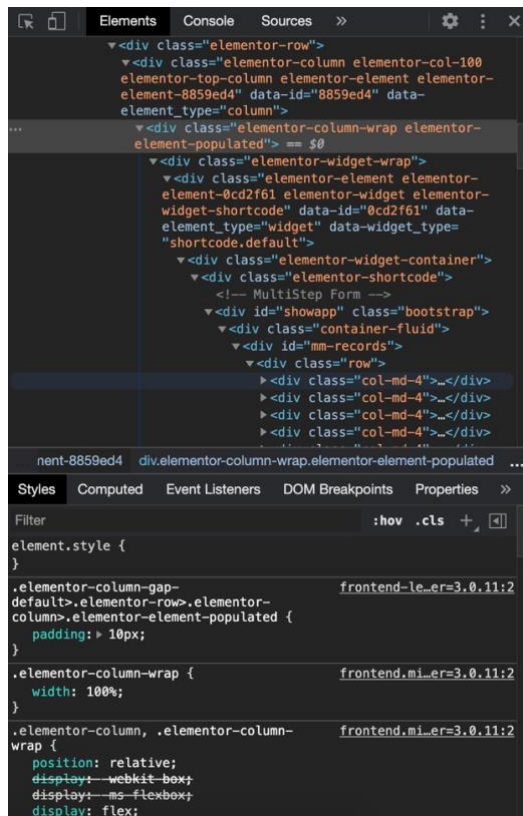 Elements Console Sources »
<div class="elementor-row">
<div class="elementor-column elementor-col-100
elementor-top-column elementor-element elementor-
element-8859ed4" data-id="8859ed4" data-
element_type="column">
<div class="elementor-column-wrap elementor-
element-populated"> == $0
<div class="elementor-widget-wrap">
<div class="elementor-element elementor-
element-0cd2f61 elementor-widget elementor-
widget-shortcode" data-id="0cd2f61" data-
element_type="widget" data-widget_type=
"shortcode.default">
<div class="elementor-widget-container">
<div class="elementor-shortcode">
<!-- MultiStep Form -->
<div id="showapp" class="bootstrap">
<div class="container-fluid">
<div id="mm-records">
<div class="row">
<div class="col-md-4">…</div>
<div class="col-md-4">…</div>
<div class="col-md-4">…</div>
<div class="col-md-4">…</div>
ment-8859ed4 div.elementor-column-wrap.elementor-element-populated ...
Styles Computed Event Listeners DOM Breakpoints Properties »
Filter :hov .cls +
element.style {
}
.elementor-column-gap- frontend-le…er=3.0.11:2
default>.elementor-row>.elementor-
column>.elementor-element-populated {
padding: 10px;
}
.elementor-column-wrap { frontend.mi…er=3.0.11:2
width: 100%;
}
.elementor-column, .elementor-column- frontend.mi…er=3.0.11:2
wrap {
position: relative;
display: -webkit-box;
display: -ms-flexbox;
display: flex;